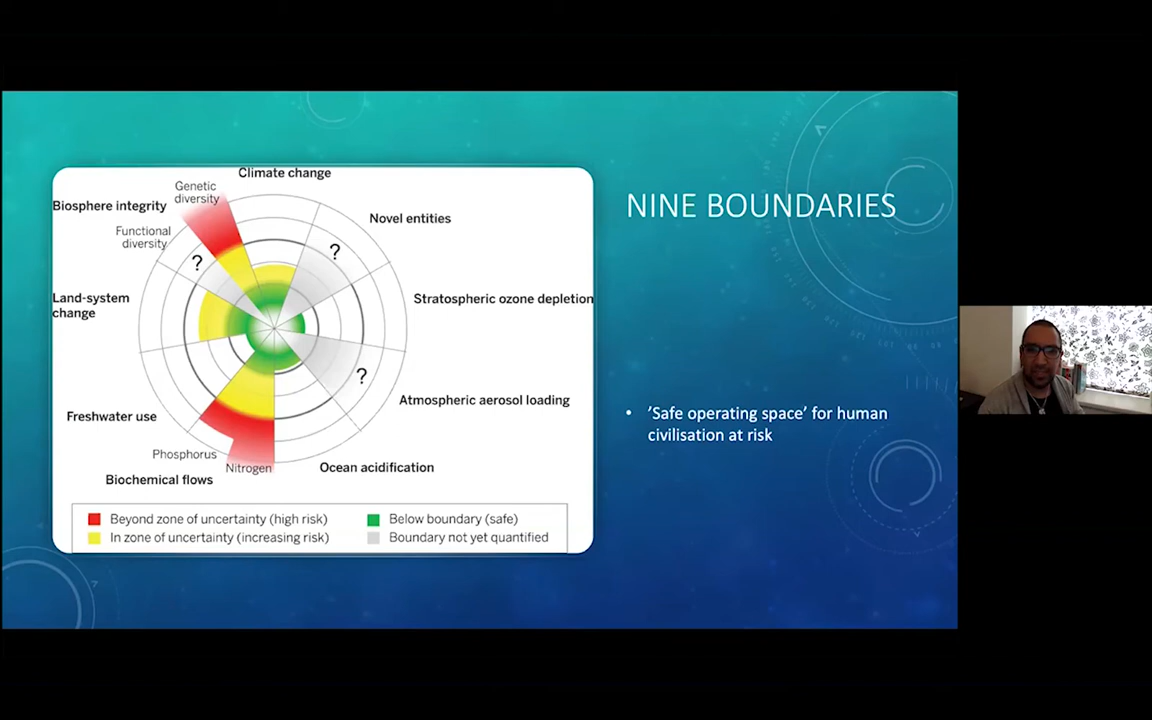 Climate change
Genetic
diversity
Biosphere integrity
Novel entities
Functional
diversity
?
?
Land-system
change
Stratospheric ozone depletion
?
Atmospheric aerosol loading
Freshwater use
Phosphorus
Nitrogen
Ocean acidification
Biochemical flows
Beyond zone of uncertainty (high risk)
Below boundary (safe)
In zone of uncertainty (increasing risk)
Boundary not yet quantified
NINE BOUNDARIES
• ’Safe operating space’ for human
civilisation at risk